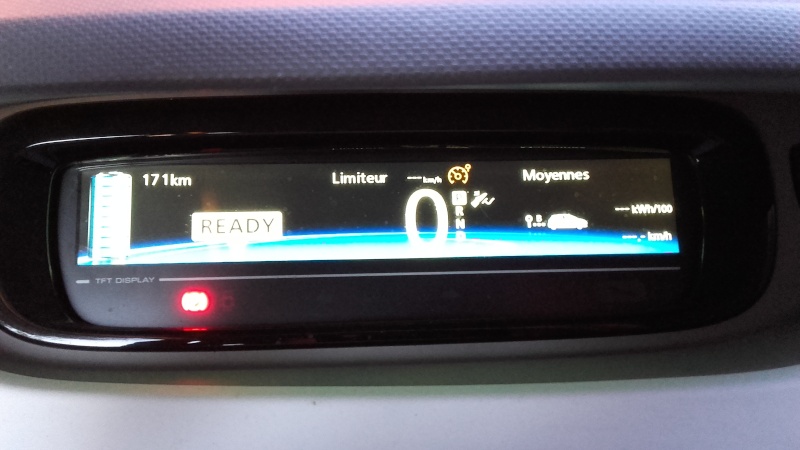 171km
Limiteur
--- km/h
Moyennes
READY
0
P
R
N
D
--- kWh/100
---.- km/h
TFT DISPLAY